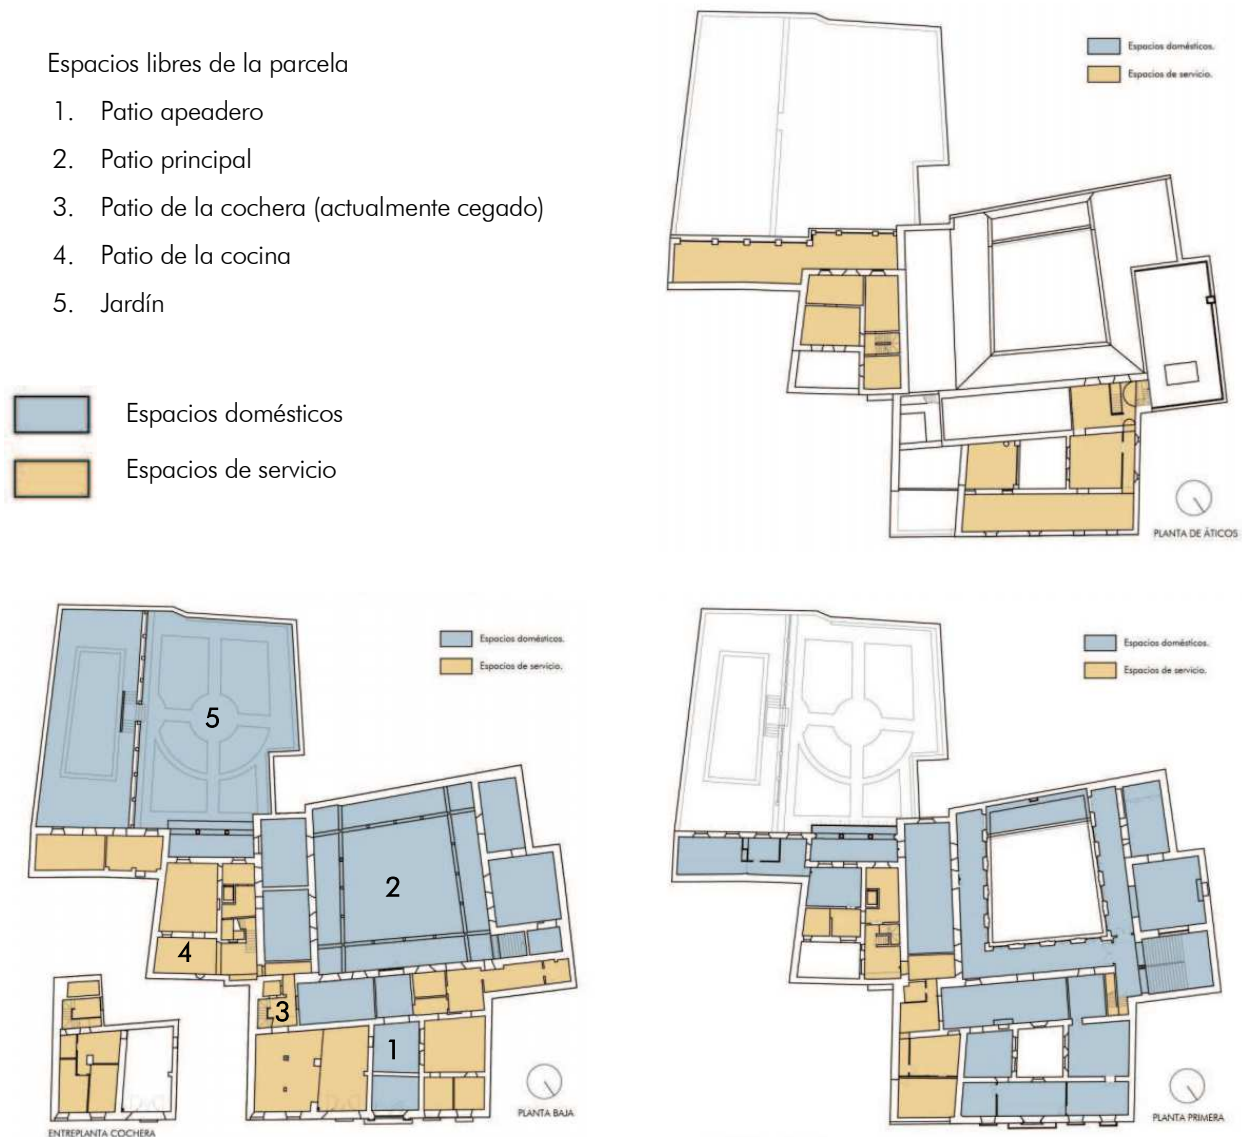 Espacios libres de la parcela
1. Patio apeadero
2. Patio principal
3. Patio de la cochera (actualmente cegado)
4. Patio de la cocina
5. Jardín
Espacios domésticos
Espacios de servicio
Espacios domésticos.
Espacios de servicio.
PLANTA DE ÁTICOS
Espacios domésticos.
Espacios de servicio.
5
2
4
3
1
ENTREPLANTA COCHERA
PLANTA BAJA
Espacios domésticos.
Espacios de servicio.
PLANTA PRIMERA